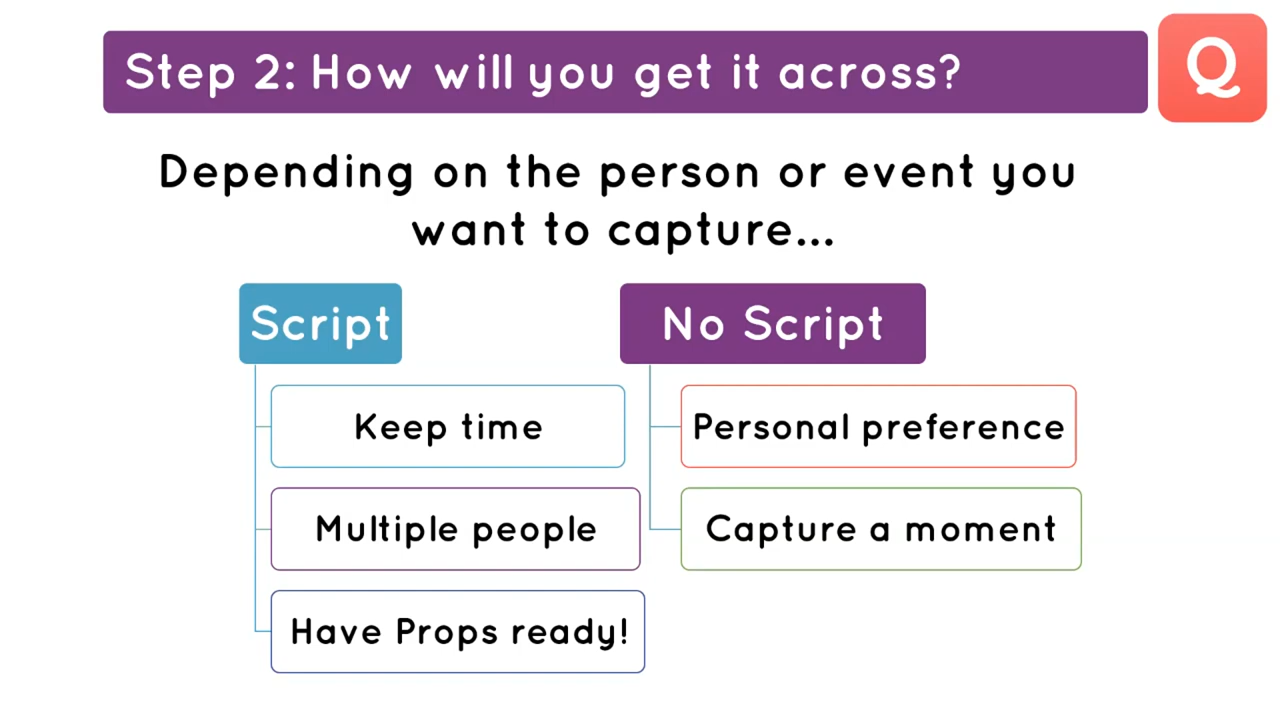 Step 2: How will you get it across?
Q
Depending on the person or event you
want to capture...
Script
Keep time
Multiple people
Have Props ready!
No Script
Personal preference
Capture a moment